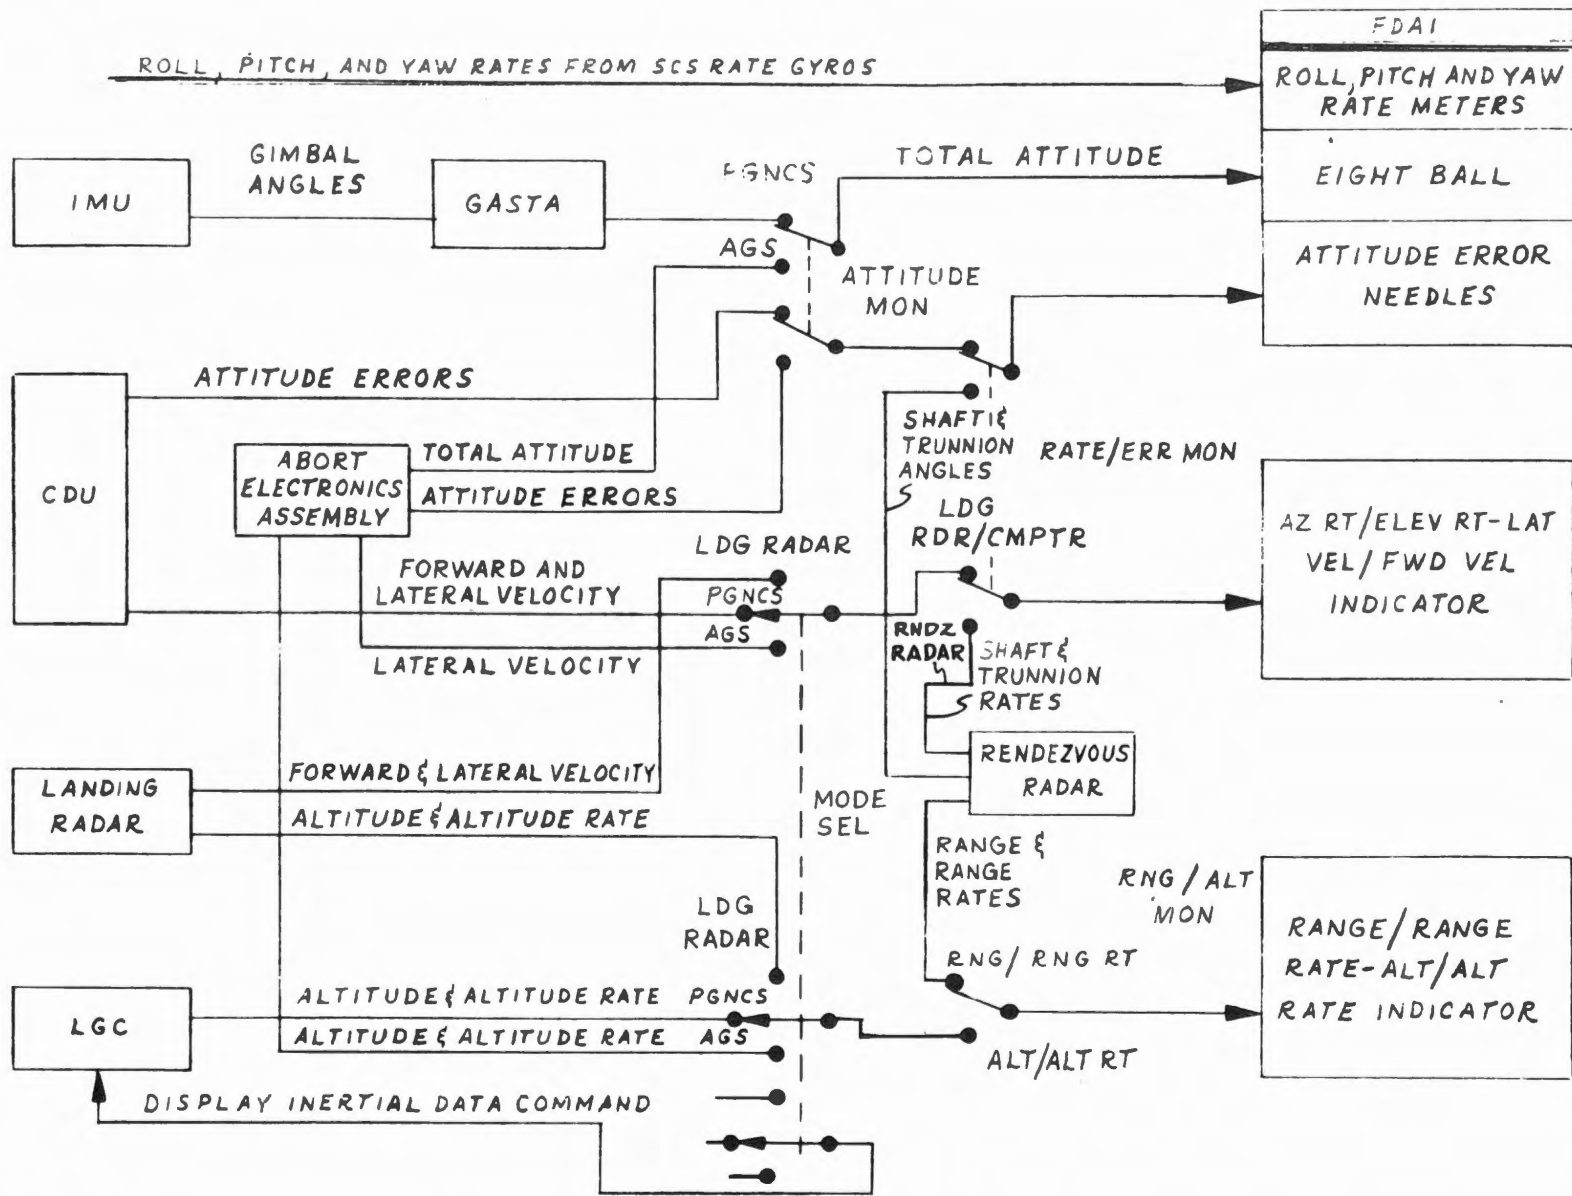 FDAI
ROLL, PITCH, AND YAW RATES FROM SCS RATE GYROS
ROLL, PITCH AND YAW
RATE METERS
GIMBAL
ANGLES
IMU
GASTA
PGNCS
TOTAL ATTITUDE
EIGHT BALL
AGS
ATTITUDE
MON
ATTITUDE ERROR
NEEDLES
ATTITUDE ERRORS
CDU
ABORT
ELECTRONICS
ASSEMBLY
TOTAL ATTITUDE
ATTITUDE ERRORS
SHAFT &
TRUNNION
ANGLES
RATE/ERR MON
LDG RADAR
LDG
RDR/CMPTR
AZ RT/ELEV RT-LAT
VEL/FWD VEL
INDICATOR
FORWARD AND
LATERAL VELOCITY
PGNCS
AGS
LATERAL VELOCITY
RNDZ
RADAR
SHAFT &
TRUNNION
RATES
LANDING
RADAR
FORWARD & LATERAL VELOCITY
ALTITUDE & ALTITUDE RATE
RENDEZVOUS
RADAR
MODE
SEL
RANGE &
RANGE
RATES
RNG/ALT
MON
LDG
RADAR
RNG/RNG RT
RANGE/RANGE
RATE-ALT/ALT
RATE INDICATOR
LGC
ALTITUDE & ALTITUDE RATE
PGNCS
ALTITUDE & ALTITUDE RATE
AGS
ALT/ALT RT
DISPLAY INERTIAL DATA COMMAND